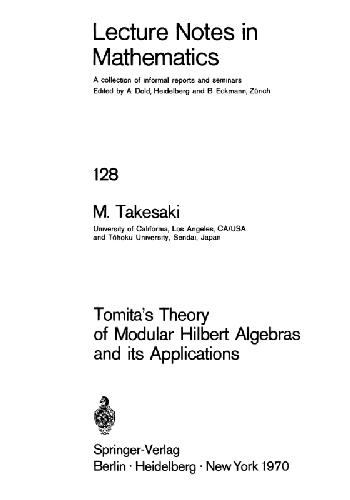 Lecture Notes in
Mathematics
A collection of informal reports and seminars
Edited by A. Dold, Heidelberg and B. Eckmann, Zürich
128
M. Takesaki
University of California, Los Angeles, CA/USA
and Tôhoku University, Sendai, Japan
Tomita's Theory
of Modular Hilbert Algebras
and its Applications
Springer-Verlag
Berlin · Heidelberg · New York 1970